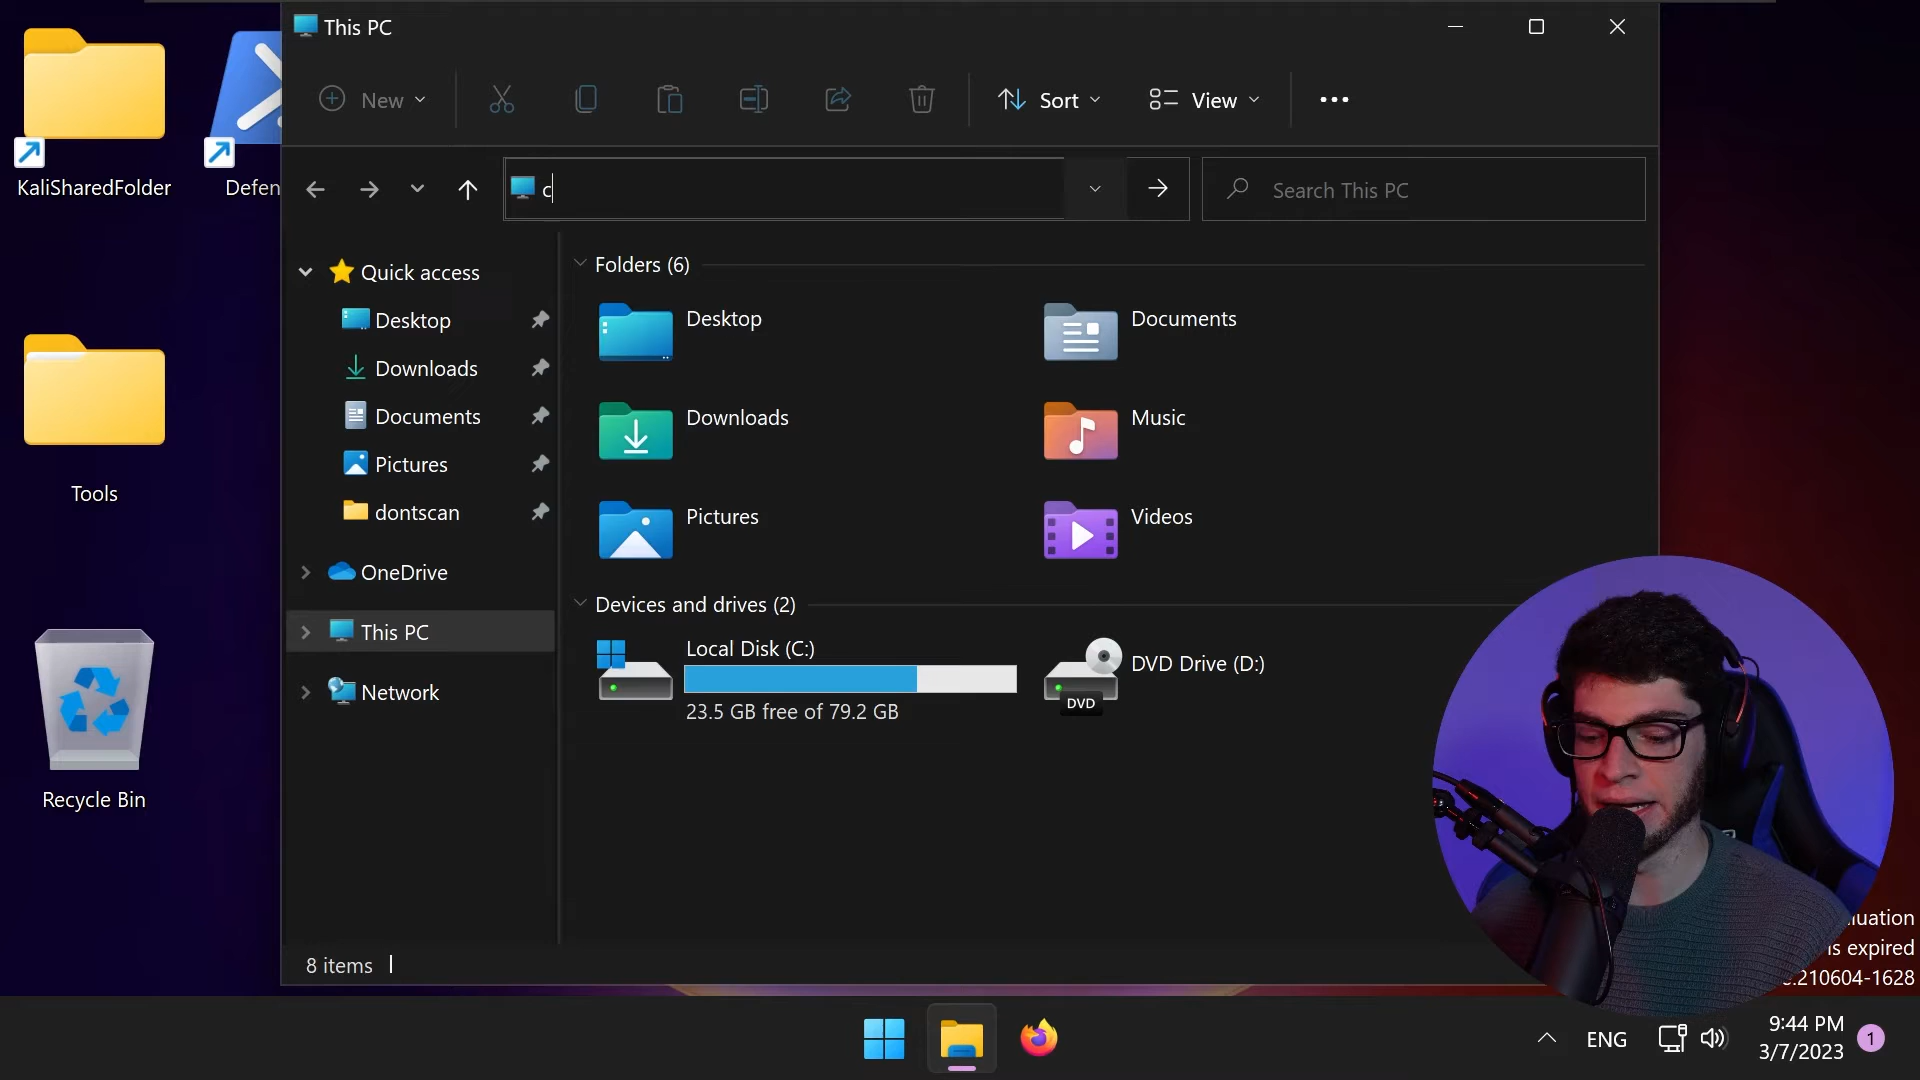 This PC
New
Sort
View
c
Search This PC
KaliSharedFolder
Defen
Tools
Recycle Bin
Quick access
Desktop
Downloads
Documents
Pictures
dontscan
OneDrive
This PC
Network
Folders (6)
Desktop
Documents
Downloads
Music
Pictures
Videos
Devices and drives (2)
Local Disk (C:)
23.5 GB free of 79.2 GB
DVD Drive (D:)
DVD
8 items
luation
is expired
.210604-1628
ENG
9:44 PM
3/7/2023
1